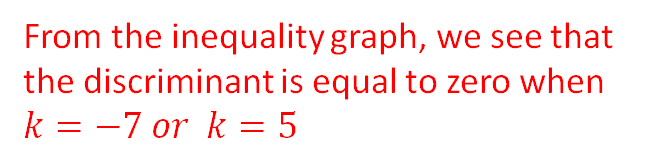 From the inequality graph, we see that
the discriminant is equal to zero when
k = −7 or k = 5